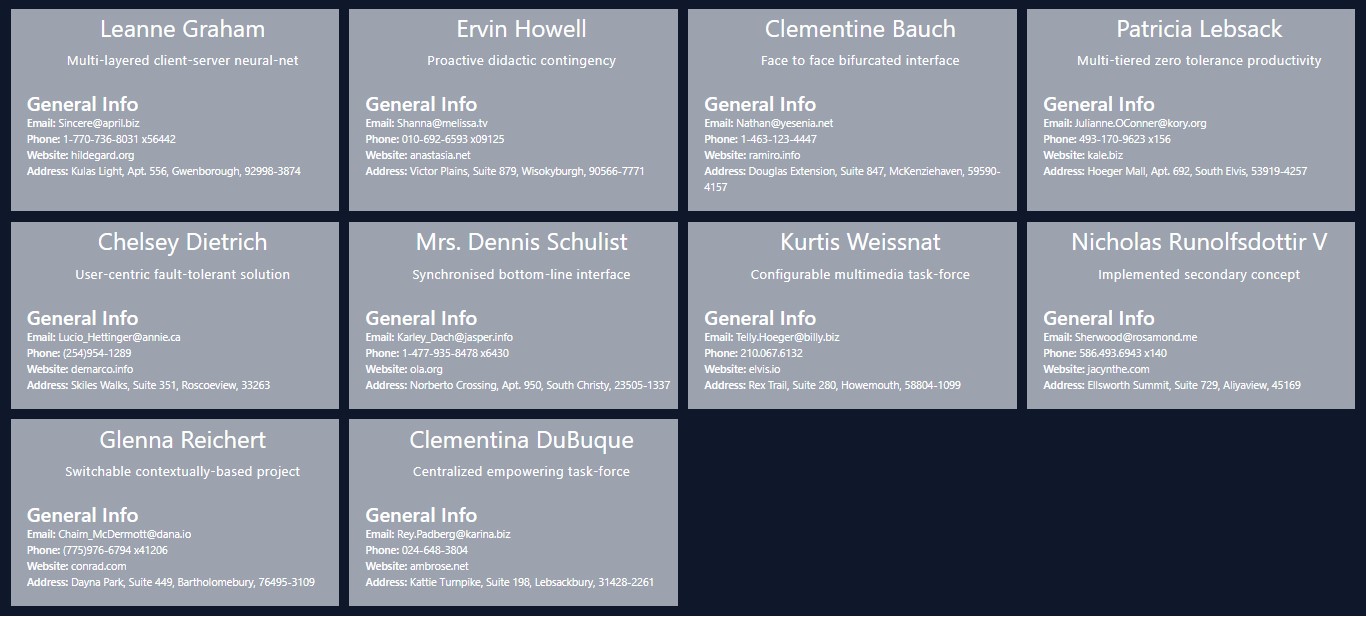 Leanne Graham
Multi-layered client-server neural-net
General Info
Email: Sincere@april.biz
Phone: 1-770-736-8031 x56442
Website: hildegard.org
Address: Kulas Light, Apt. 556, Gwenborough, 92998-3874
Ervin Howell
Proactive didactic contingency
General Info
Email: Shanna@melissa.tv
Phone: 010-692-6593 x09125
Website: anastasia.net
Address: Victor Plains, Suite 879, Wisokyburgh, 90566-7771
Clementine Bauch
Face to face bifurcated interface
General Info
Email: Nathan@yesenia.net
Phone: 1-463-123-4447
Website: ramiro.info
Address: Douglas Extension, Suite 847, McKenziehaven, 59590-
4157
Patricia Lebsack
Multi-tiered zero tolerance productivity
General Info
Email: Julianne.OConner@kory.org
Phone: 493-170-9623 x156
Website: kale.biz
Address: Hoeger Mall, Apt. 692, South Elvis, 53919-4257
Chelsey Dietrich
User-centric fault-tolerant solution
General Info
Email: Lucio_Hettinger@annie.ca
Phone: (254)954-1289
Website: demarco.info
Address: Skiles Walks, Suite 351, Roscoeview, 33263
Mrs. Dennis Schulist
Synchronised bottom-line interface
General Info
Email: Karley_Dach@jasper.info
Phone: 1-477-935-8478 x6430
Website: ola.org
Address: Norberto Crossing, Apt. 950, South Christy, 23505-1337
Kurtis Weissnat
Configurable multimedia task-force
General Info
Email: Telly.Hoeger@billy.biz
Phone: 210.067.6132
Website: elvis.io
Address: Rex Trail, Suite 280, Howemouth, 58804-1099
Nicholas Runolfsdottir V
Implemented secondary concept
General Info
Email: Sherwood@rosamond.me
Phone: 586.493.6943 x140
Website: jacynthe.com
Address: Ellsworth Summit, Suite 729, Aliyaview, 45169
Glenna Reichert
Switchable contextually-based project
General Info
Email: Chaim_McDermott@dana.io
Phone: (775)976-6794 x41206
Website: conrad.com
Address: Dayna Park, Suite 449, Bartholomebury, 76495-3109
Clementina DuBuque
Centralized empowering task-force
General Info
Email: Rey.Padberg@karina.biz
Phone: 024-648-3804
Website: ambrose.net
Address: Kattie Turnpike, Suite 198, Lebsackbury, 31428-2261